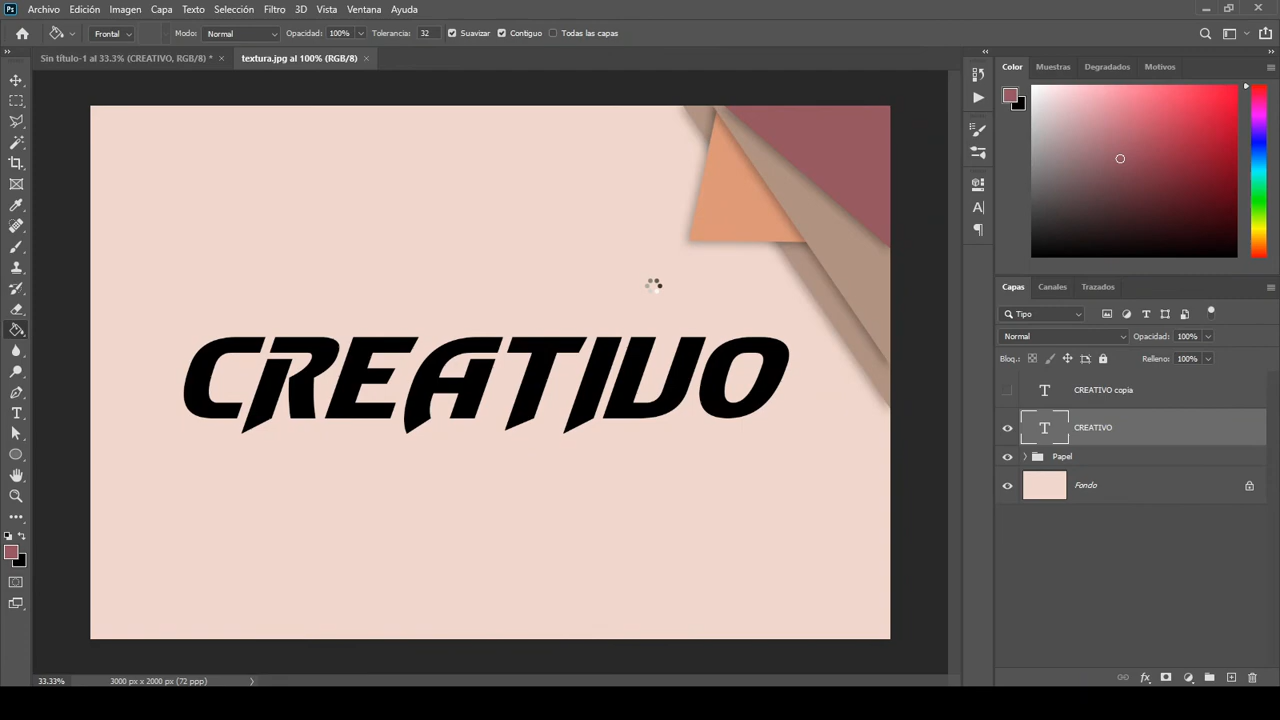 Ps Archivo Edición Imagen Capa Texto Selección Filtro 3D Vista Ventana Ayuda
Frontal Modo: Normal Opacidad: 100% Tolerancia: 32 Suavizar Contiguo Todas las capas
Sin título-1 al 33.3% (CREATIVO, RGB/8) * × textura.jpg al 100% (RGB/8) ×
Color Muestras Degradados Motivos
CREATIVO
Capas Canales Trazados
Tipo
Normal Opacidad: 100%
Bloq.: Relleno: 100%
T CREATIVO copia
T CREATIVO
Papel
Fondo
33.33% 3000 px x 2000 px (72 ppp)